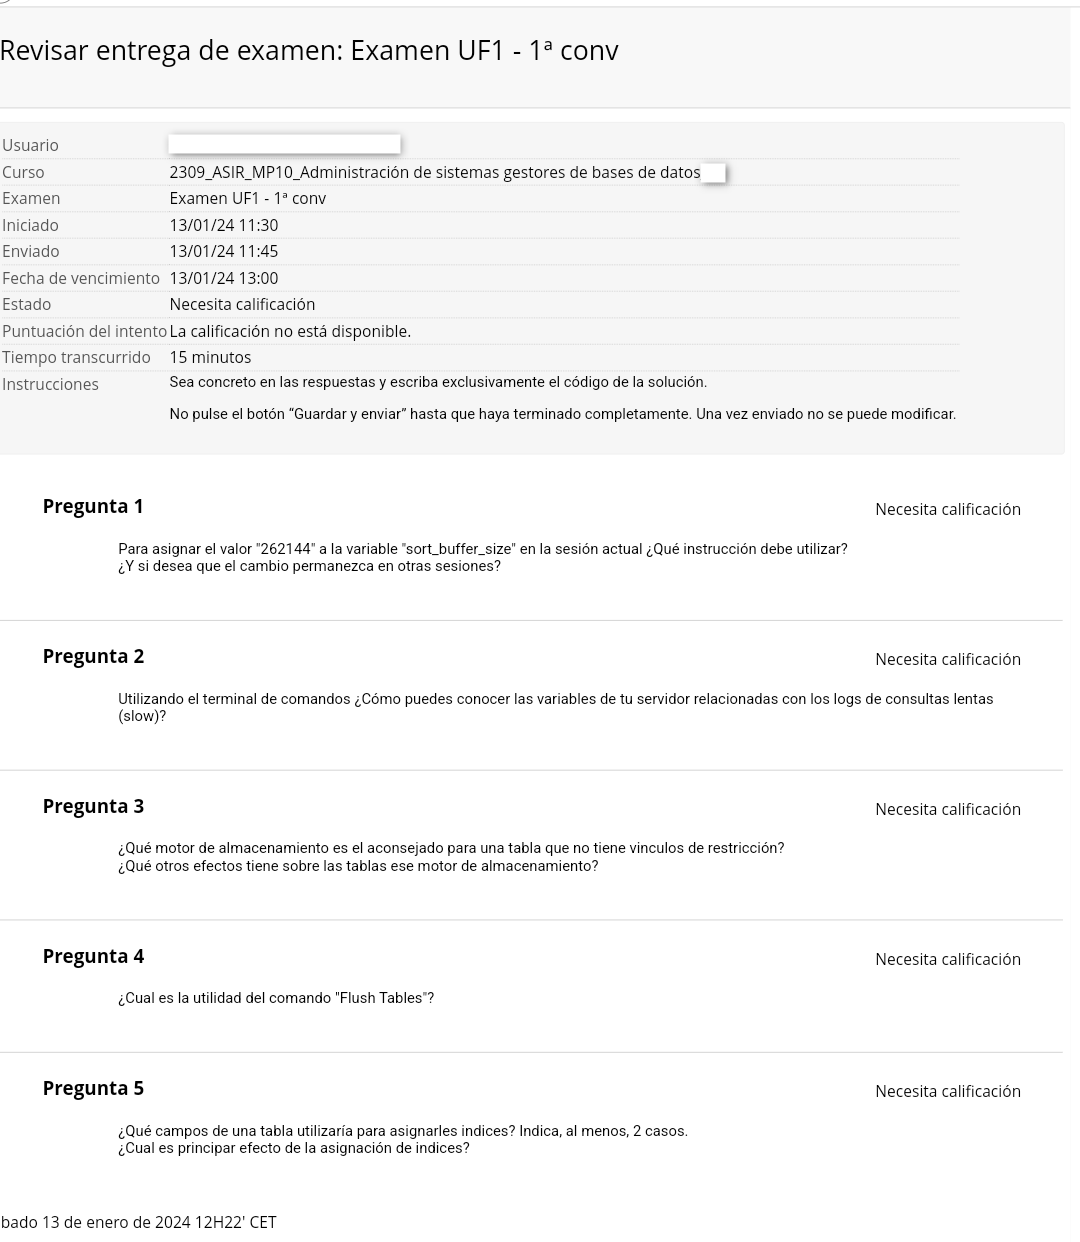 Revisar entrega de examen: Examen UF1 - 1ª conv
Usuario
Curso 2309_ASIR_MP10_Administración de sistemas gestores de bases de datos
Examen Examen UF1 - 1ª conv
Iniciado 13/01/24 11:30
Enviado 13/01/24 11:45
Fecha de vencimiento 13/01/24 13:00
Estado Necesita calificación
Puntuación del intento La calificación no está disponible.
Tiempo transcurrido 15 minutos
Instrucciones Sea concreto en las respuestas y escriba exclusivamente el código de la solución.
No pulse el botón “Guardar y enviar” hasta que haya terminado completamente. Una vez enviado no se puede modificar.
Pregunta 1 Necesita calificación
Para asignar el valor "262144" a la variable "sort_buffer_size" en la sesión actual ¿Qué instrucción debe utilizar?
¿Y si desea que el cambio permanezca en otras sesiones?
Pregunta 2 Necesita calificación
Utilizando el terminal de comandos ¿Cómo puedes conocer las variables de tu servidor relacionadas con los logs de consultas lentas
(slow)?
Pregunta 3 Necesita calificación
¿Qué motor de almacenamiento es el aconsejado para una tabla que no tiene vinculos de restricción?
¿Qué otros efectos tiene sobre las tablas ese motor de almacenamiento?
Pregunta 4 Necesita calificación
¿Cual es la utilidad del comando "Flush Tables"?
Pregunta 5 Necesita calificación
¿Qué campos de una tabla utilizaría para asignarles indices? Indica, al menos, 2 casos.
¿Cual es principar efecto de la asignación de indices?
bado 13 de enero de 2024 12H22' CET